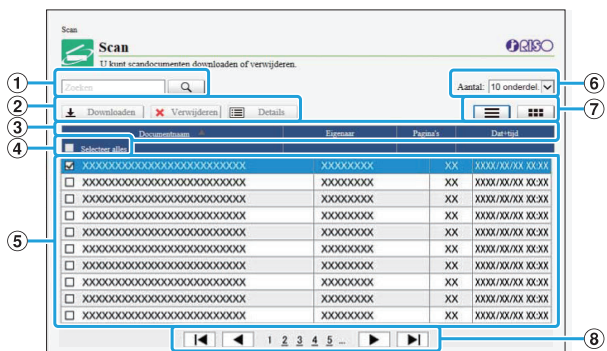 Scan
Scan
RISO
U kunt scandocumenten downloaden of verwijderen.
1
Zoeken
Aantal: 10 onderdel.
6
2
Downloaden Verwijderen Details
7
3
Documentnaam Eigenaar Pagina's Dat+tijd
4
Selecteer alles
XXXXXXXXXXXXXXXXXXXXXXXXXX XXXXXXXX XX XXXX/XX/XX XX:XX
XXXXXXXXXXXXXXXXXXXXXXXXXX XXXXXXXX XX XXXX/XX/XX XX:XX
XXXXXXXXXXXXXXXXXXXXXXXXXX XXXXXXXX XX XXXX/XX/XX XX:XX
XXXXXXXXXXXXXXXXXXXXXXXXXX XXXXXXXX XX XXXX/XX/XX XX:XX
XXXXXXXXXXXXXXXXXXXXXXXXXX XXXXXXXX XX XXXX/XX/XX XX:XX
5
XXXXXXXXXXXXXXXXXXXXXXXXXX XXXXXXXX XX XXXX/XX/XX XX:XX
XXXXXXXXXXXXXXXXXXXXXXXXXX XXXXXXXX XX XXXX/XX/XX XX:XX
XXXXXXXXXXXXXXXXXXXXXXXXXX XXXXXXXX XX XXXX/XX/XX XX:XX
XXXXXXXXXXXXXXXXXXXXXXXXXX XXXXXXXX XX XXXX/XX/XX XX:XX
XXXXXXXXXXXXXXXXXXXXXXXXXX XXXXXXXX XX XXXX/XX/XX XX:XX
1 2 3 4 5 ...
8